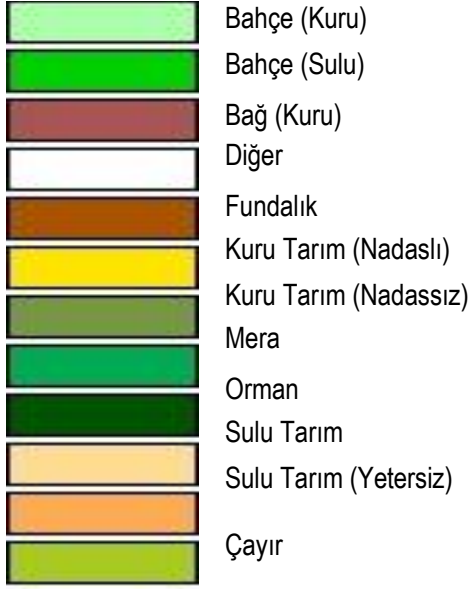 Bahçe (Kuru)
Bahçe (Sulu)
Bağ (Kuru)
Diğer
Fundalık
Kuru Tarım (Nadaslı)
Kuru Tarım (Nadassız)
Mera
Orman
Sulu Tarım
Sulu Tarım (Yetersiz)
Çayır